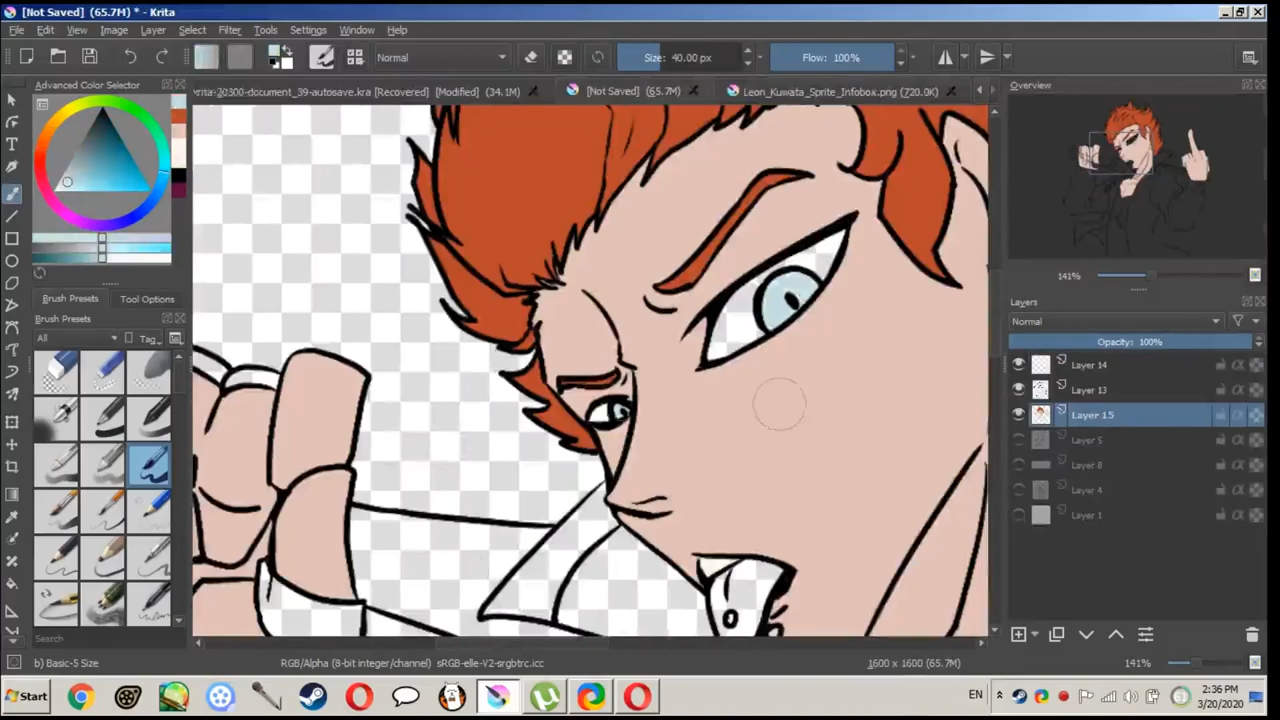 [Not Saved] (65.7M) * - Krita
File Edit View Image Layer Select Filter Tools Settings Window Help
Normal
Size: 40.00 px
Flow: 100%
Advanced Color Selector
krita-20300-document_39-autosave.kra [Recovered] [Modified] (34.1M)
[Not Saved] (65.7M)
Leon_Kuwata_Sprite_Infobox.png (720.0K)
Overview
141%
Brush Presets
Tool Options
Brush Presets
All
Tag
Search
Layers
Normal
Opacity: 100%
Layer 14
Layer 13
Layer 15
Layer 5
Layer 8
Layer 4
Layer 1
b) Basic-5 Size
RGB/Alpha (8-bit integer/channel) sRGB-elle-V2-srgbtrc.icc
1600 x 1600 (65.7M)
141%
Start
EN
61
2:36 PM
3/20/2020